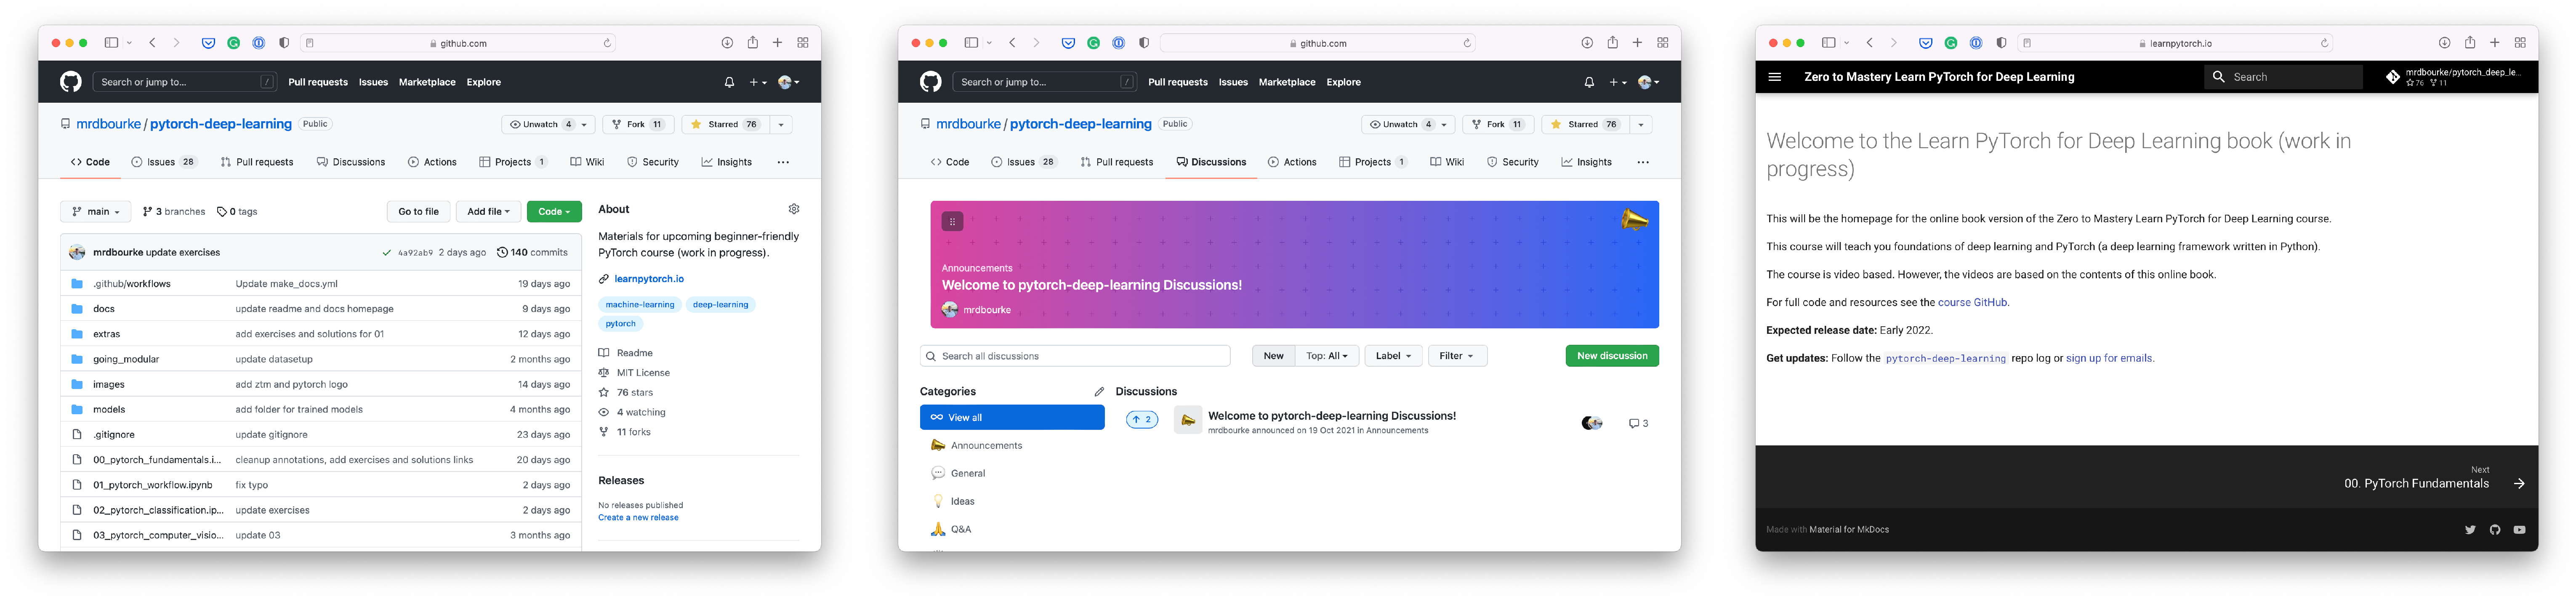 github.com
Search or jump to... /
Pull requests Issues Marketplace Explore
mrdbourke / pytorch-deep-learning Public
Unwatch 4 Fork 11 Starred 76
Code Issues 28 Pull requests Discussions Actions Projects 1 Wiki Security Insights
main 3 branches 0 tags Go to file Add file Code
mrdbourke update exercises 4a92ab9 2 days ago 140 commits
.github/workflows Update make_docs.yml 19 days ago
docs update readme and docs homepage 9 days ago
extras add exercises and solutions for 01 12 days ago
going_modular update datasetup 2 months ago
images add ztm and pytorch logo 14 days ago
models add folder for trained models 4 months ago
.gitignore update gitignore 23 days ago
00_pytorch_fundamentals.i... cleanup annotations, add exercises and solutions links 20 days ago
01_pytorch_workflow.ipynb fix typo 2 days ago
02_pytorch_classification.ip... update exercises 2 days ago
03_pytorch_computer_visio... update 03 3 months ago
About
Materials for upcoming beginner-friendly
PyTorch course (work in progress).
learnpytorch.io
machine-learning deep-learning
pytorch
Readme
MIT License
76 stars
4 watching
11 forks
Releases
No releases published
Create a new release
github.com
Search or jump to... /
Pull requests Issues Marketplace Explore
mrdbourke / pytorch-deep-learning Public
Unwatch 4 Fork 11 Starred 76
Code Issues 28 Pull requests Discussions Actions Projects 1 Wiki Security Insights
Announcements
Welcome to pytorch-deep-learning Discussions!
mrdbourke
Search all discussions New Top: All Label Filter New discussion
Categories
View all
Announcements
General
Ideas
Q&A
Discussions
2 Welcome to pytorch-deep-learning Discussions! 3
mrdbourke announced on 19 Oct 2021 in Announcements
learnpytorch.io
Zero to Mastery Learn PyTorch for Deep Learning Search mrdbourke/pytorch_deep_le...
76 11
Welcome to the Learn PyTorch for Deep Learning book (work in
progress)
This will be the homepage for the online book version of the Zero to Mastery Learn PyTorch for Deep Learning course.
This course will teach you foundations of deep learning and PyTorch (a deep learning framework written in Python).
The course is video based. However, the videos are based on the contents of this online book.
For full code and resources see the course GitHub.
Expected release date: Early 2022.
Get updates: Follow the pytorch-deep-learning repo log or sign up for emails.
Next
00. PyTorch Fundamentals
Made with Material for MkDocs